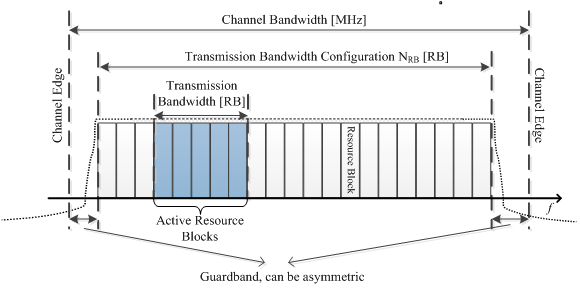 Channel Bandwidth [MHz]
Transmission Bandwidth Configuration NRB [RB]
Transmission
Bandwidth [RB]
Channel Edge
Channel Edge
Resource Block
f
Active Resource
Blocks
Guardband, can be asymmetric